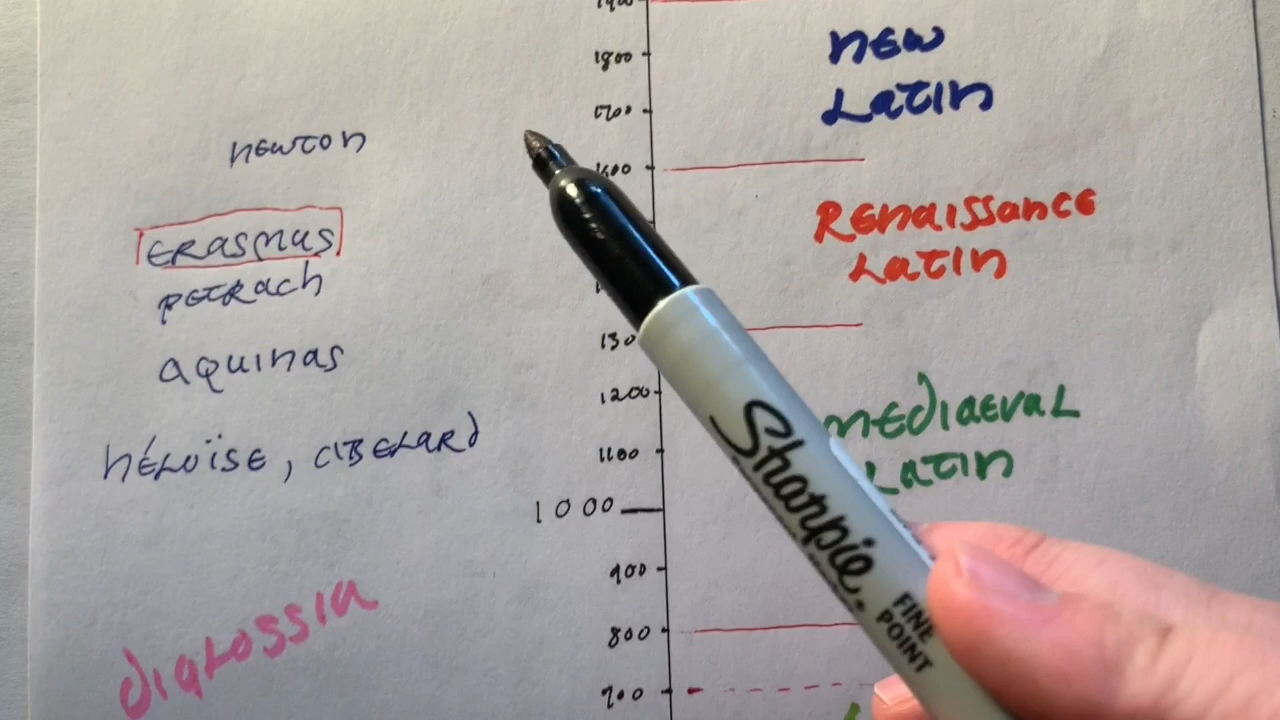 1900
1800
1700
1600
1300
1200
1100
1000
900
800
700
new
Latin
Renaissance
Latin
mediaeval
Latin
newton
Erasmus
petrach
aquinas
héloïse, abelard
diglossia
Sharpie.
FINE
POINT